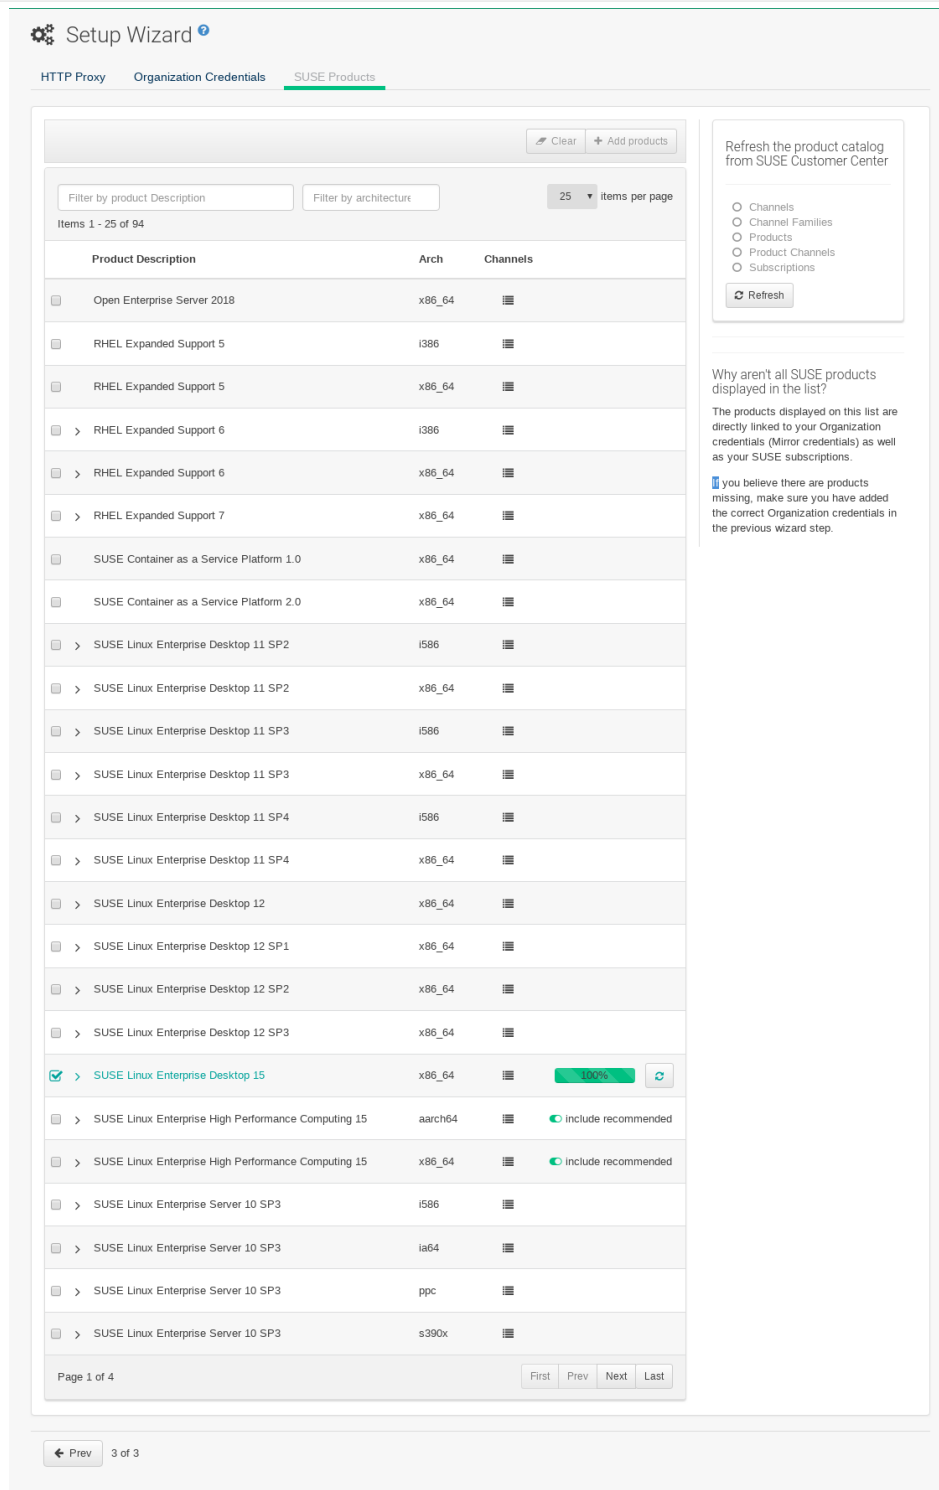 Setup Wizard ?
HTTP Proxy Organization Credentials SUSE Products
Clear + Add products
Filter by product Description Filter by architecture 25 items per page
Items 1 - 25 of 94
Product Description Arch Channels
Open Enterprise Server 2018 x86_64
RHEL Expanded Support 5 i386
RHEL Expanded Support 5 x86_64
RHEL Expanded Support 6 i386
RHEL Expanded Support 6 x86_64
RHEL Expanded Support 7 x86_64
SUSE Container as a Service Platform 1.0 x86_64
SUSE Container as a Service Platform 2.0 x86_64
SUSE Linux Enterprise Desktop 11 SP2 i586
SUSE Linux Enterprise Desktop 11 SP2 x86_64
SUSE Linux Enterprise Desktop 11 SP3 i586
SUSE Linux Enterprise Desktop 11 SP3 x86_64
SUSE Linux Enterprise Desktop 11 SP4 i586
SUSE Linux Enterprise Desktop 11 SP4 x86_64
SUSE Linux Enterprise Desktop 12 x86_64
SUSE Linux Enterprise Desktop 12 SP1 x86_64
SUSE Linux Enterprise Desktop 12 SP2 x86_64
SUSE Linux Enterprise Desktop 12 SP3 x86_64
SUSE Linux Enterprise Desktop 15 x86_64 100%
SUSE Linux Enterprise High Performance Computing 15 aarch64 include recommended
SUSE Linux Enterprise High Performance Computing 15 x86_64 include recommended
SUSE Linux Enterprise Server 10 SP3 i586
SUSE Linux Enterprise Server 10 SP3 ia64
SUSE Linux Enterprise Server 10 SP3 ppc
SUSE Linux Enterprise Server 10 SP3 s390x
Page 1 of 4 First Prev Next Last
Refresh the product catalog
from SUSE Customer Center
Channels
Channel Families
Products
Product Channels
Subscriptions
Refresh
Why aren't all SUSE products
displayed in the list?
The products displayed on this list are
directly linked to your Organization
credentials (Mirror credentials) as well
as your SUSE subscriptions.
If you believe there are products
missing, make sure you have added
the correct Organization credentials in
the previous wizard step.
Prev 3 of 3